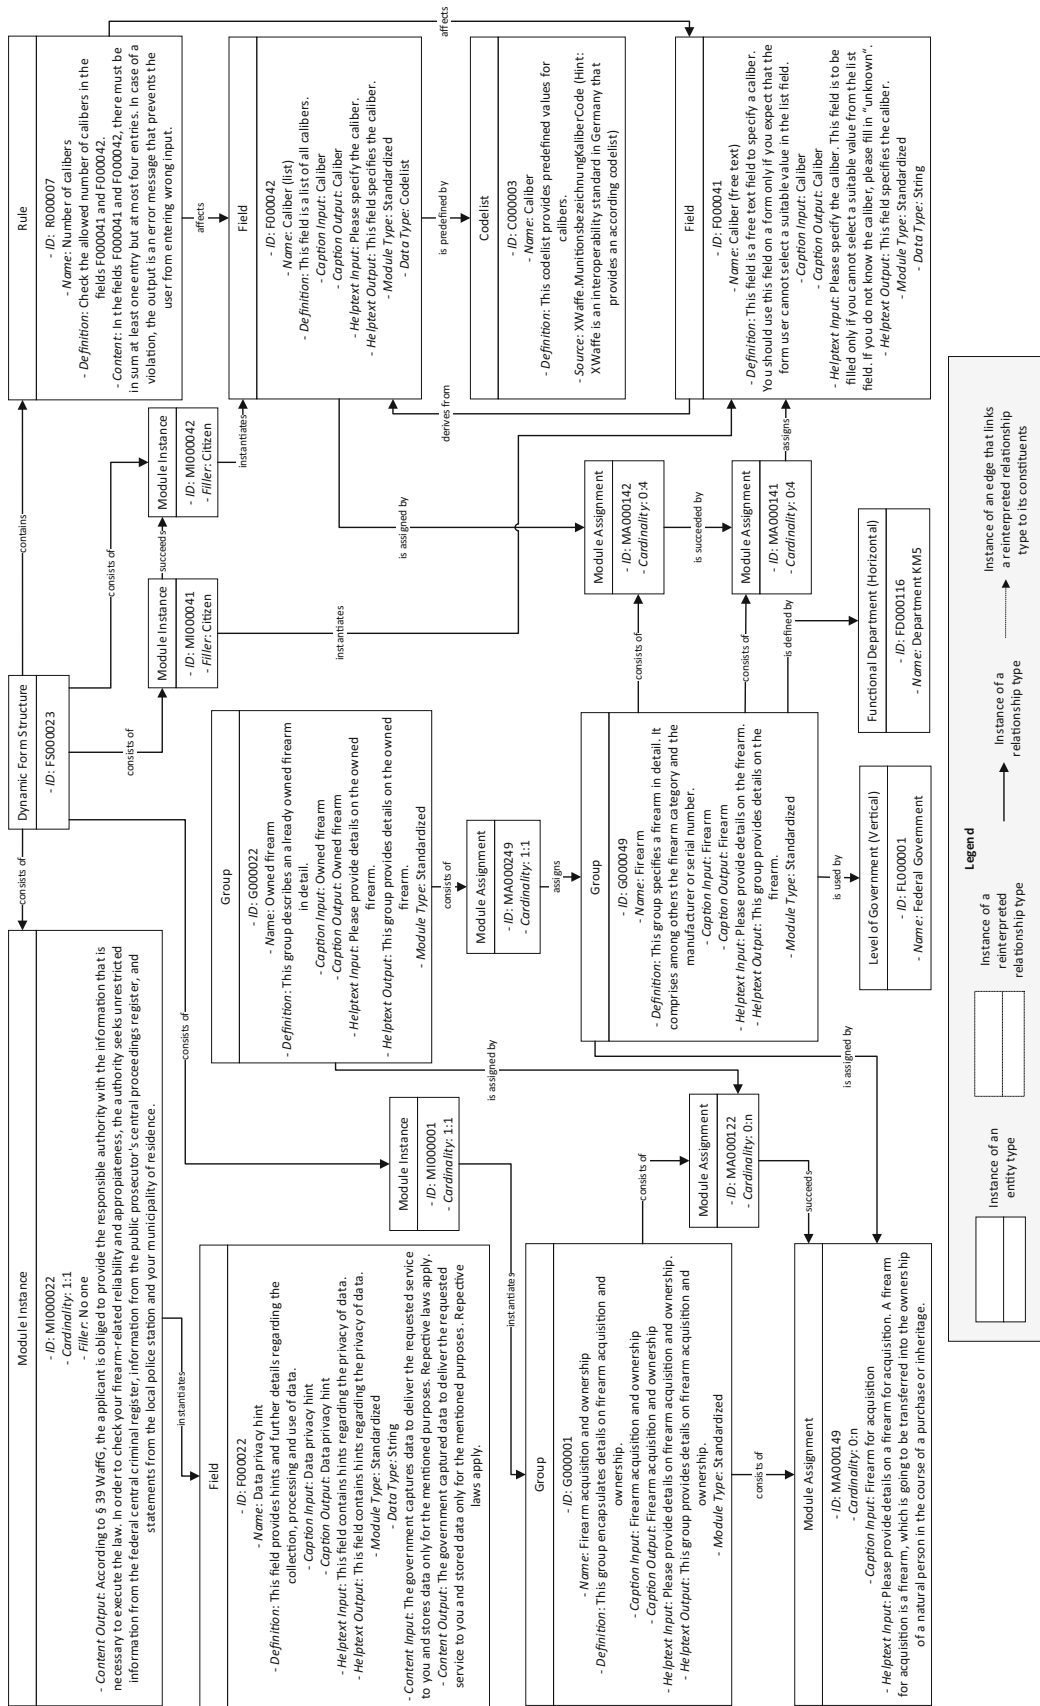 Module Instance
- ID: MI000022
- Cardinality: 1:1
- Filler: No one
- Content Output: According to § 39 WaffG, the applicant is obliged to provide the responsible authority with the information that is
necessary to execute the law. In order to check your firearm-related reliability and appropiateness, the authority seeks unrestricted
information from the federal central criminal register, information from the public prosecutor's central proceedings register, and
statements from the local police station and your municipality of residence.
consists of
Dynamic Form Structure
- ID: FS000023
contains
Rule
- ID: R000007
- Name: Number of calibers
- Definition: Check the allowed number of calibers in the
fields F000041 and F000042.
- Content: In the fields F000041 and F000042, there must be
in sum at least one entry but at most four entries. In case of a
violation, the output is an error message that prevents the
user from entering wrong input.
affects
affects
instantiates
consists of
consists of
consists of
Module Instance
- ID: MI000041
- Filler: Citizen
succeeds
Module Instance
- ID: MI000042
- Filler: Citizen
instantiates
instantiates
Field
- ID: F000022
- Name: Data privacy hint
- Definition: This field provides hints and further details regarding the
collection, processing and use of data.
- Caption Input: Data privacy hint
- Caption Output: Data privacy hint
- Helptext Input: This field contains hints regarding the privacy of data.
- Helptext Output: This field contains hints regarding the privacy of data.
- Module Type: Standardized
- Data Type: String
- Content Input: The government captures data to deliver the requested service
to you and stores data only for the mentioned purposes. Repective laws apply.
- Content Output: The government captured data to deliver the requested
service to you and stored data only for the mentioned purposes. Repective
laws apply.
Module Instance
- ID: MI000001
- Cardinality: 1:1
instantiates
Group
- ID: G000022
- Name: Owned firearm
- Definition: This group describes an already owned firearm
in detail.
- Caption Input: Owned firearm
- Caption Output: Owned firearm
- Helptext Input: Please provide details on the owned
firearm.
- Helptext Output: This group provides details on the owned
firearm.
- Module Type: Standardized
consists of
is assigned by
Module Assignment
- ID: MA000249
- Cardinality: 1:1
assigns
Field
- ID: F000042
- Name: Caliber (list)
- Definition: This field is a list of all calibers.
- Caption Input: Caliber
- Caption Output: Caliber
- Helptext Input: Please specify the caliber.
- Helptext Output: This field specifies the caliber.
- Module Type: Standardized
- Data Type: Codelist
is predefined by
is assigned by
derives from
Codelist
- ID: C000003
- Name: Caliber
- Definition: This codelist provides predefined values for
calibers.
- Source: XWaffe.MunitionsbezeichnungKaliberCode (Hint:
XWaffe is an interoperability standard in Germany that
provides an according codelist)
Group
- ID: G000001
- Name: Firearm acquisition and ownership
- Definition: This group encapsulates details on firearm acquisition and
ownership.
- Caption Input: Firearm acquisition and ownership
- Caption Output: Firearm acquisition and ownership
- Helptext Input: Please provide details on firearm acquisition and ownership.
- Helptext Output: This group provides details on firearm acquisition and
ownership.
- Module Type: Standardized
consists of
consists of
Module Assignment
- ID: MA000122
- Cardinality: 0:n
succeeds
Group
- ID: G000049
- Name: Firearm
- Definition: This group specifies a firearm in detail. It
comprises among others the firearm category and the
manufacturer or serial number.
- Caption Input: Firearm
- Caption Output: Firearm
- Helptext Input: Please provide details on the firearm.
- Helptext Output: This group provides details on the
firearm.
- Module Type: Standardized
is assigned by
is used by
is defined by
consists of
consists of
Module Assignment
- ID: MA000142
- Cardinality: 0:4
is succeeded by
Module Assignment
- ID: MA000141
- Cardinality: 0:4
assigns
Field
- ID: F000041
- Name: Caliber (free text)
- Definition: This field is a free text field to specify a caliber.
You should use this field on a form only if you expect that the
form user cannot select a suitable value in the list field.
- Caption Input: Caliber
- Caption Output: Caliber
- Helptext Input: Please specify the caliber. This field is to be
filled only if you cannot select a suitable value from the list
field. If you do not know the caliber, please fill in "unknown".
- Helptext Output: This field specifies the caliber.
- Module Type: Standardized
- Data Type: String
Module Assignment
- ID: MA000149
- Cardinality: 0:n
- Caption Input: Firearm for acquisition
- Helptext Input: Please provide details on a firearm for acquisition. A firearm
for acquisition is a firearm, which is going to be transferred into the ownership
of a natural person in the course of a purchase or inheritage.
Level of Government (Vertical)
- ID: FL000001
- Name: Federal Government
Functional Department (Horizontal)
- ID: FD000116
- Name: Department KM5
Legend
Instance of an
entity type
Instance of a
reinterpreted
relationship type
Instance of a
relationship type
Instance of an edge that links
a reinterpreted relationship
type to its constituents